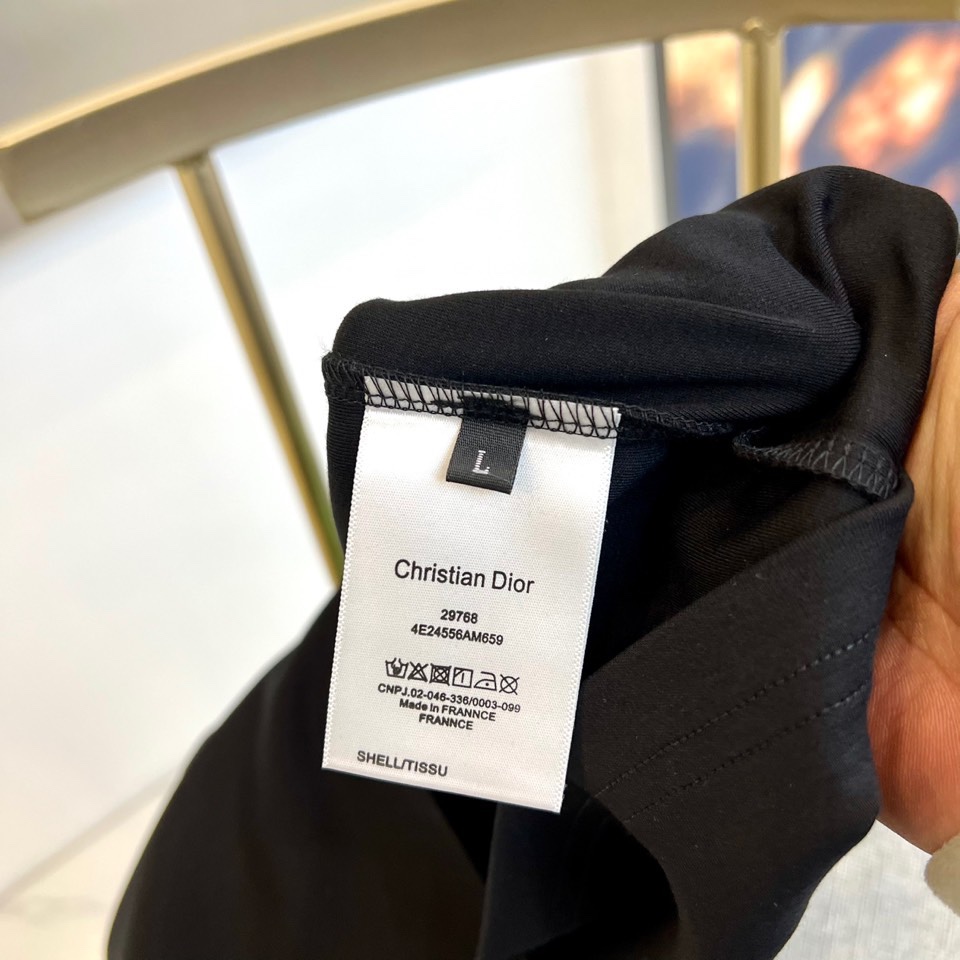 L
Christian Dior
29768
4E24556AM659
CNPJ.02-046-336/0003-099
Made In FRANNCE
FRANNCE
SHELL/TISSU